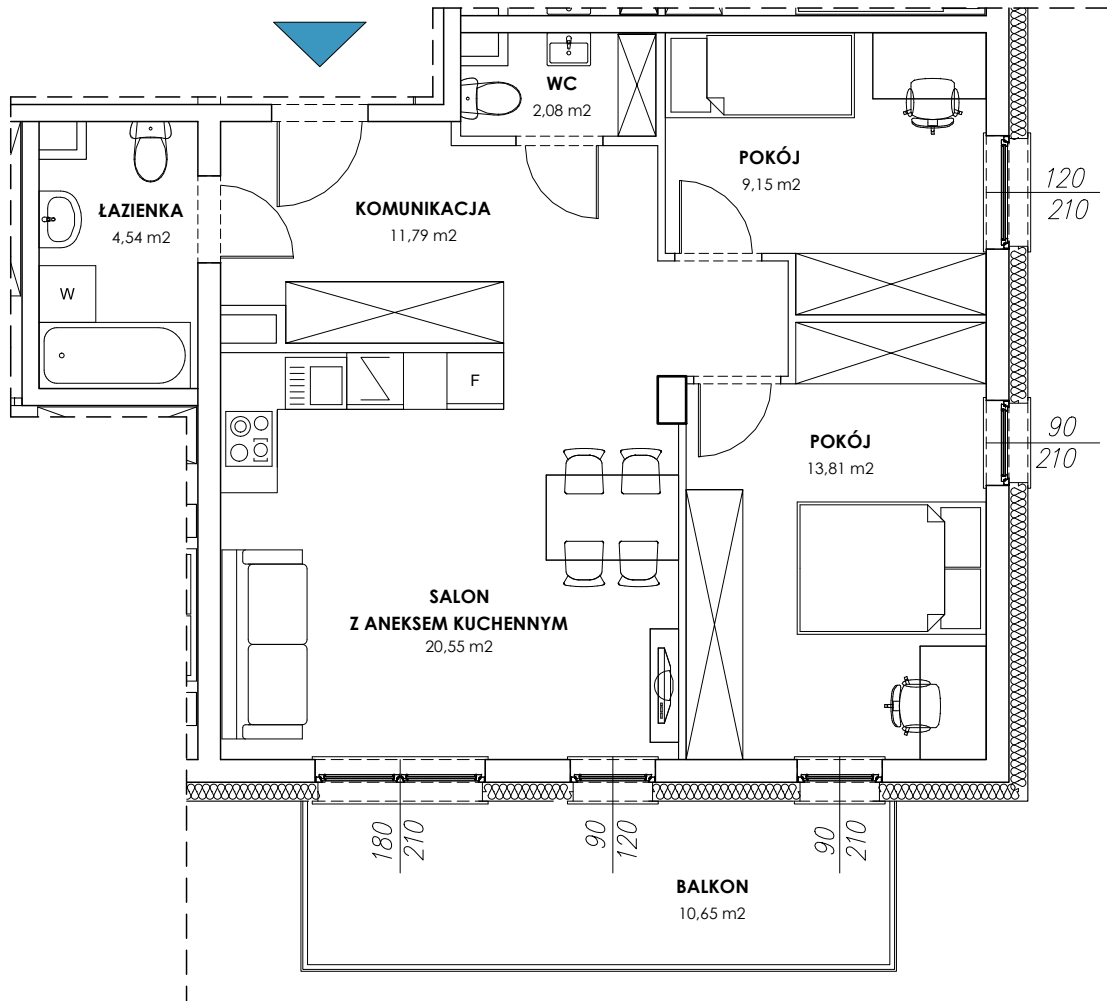 WC
2,08 m2
POKÓJ
9,15 m2
120
210
ŁAZIENKA
4,54 m2
KOMUNIKACJA
11,79 m2
W
F
90
210
POKÓJ
13,81 m2
SALON
Z ANEKSEM KUCHENNYM
20,55 m2
180
210
90
120
90
210
BALKON
10,65 m2